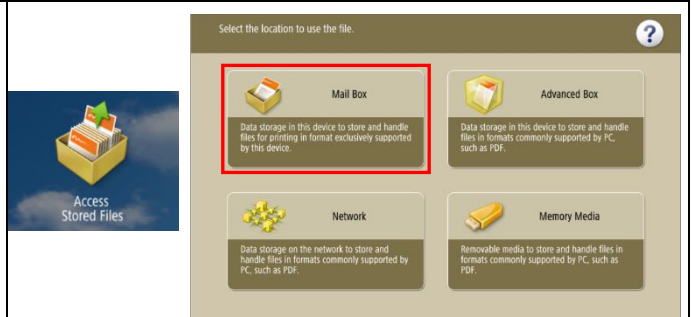 Access
Stored Files
Select the location to use the file.
?
Mail Box
Data storage in this device to store and handle
files for printing in format exclusively supported
by this device.
Advanced Box
Data storage in this device to store and handle
files in formats commonly supported by PC,
such as PDF.
Network
Data storage on the network to store and
handle files in formats commonly supported by
PC, such as PDF.
Memory Media
Removable media to store and handle files in
formats commonly supported by PC, such as
PDF.